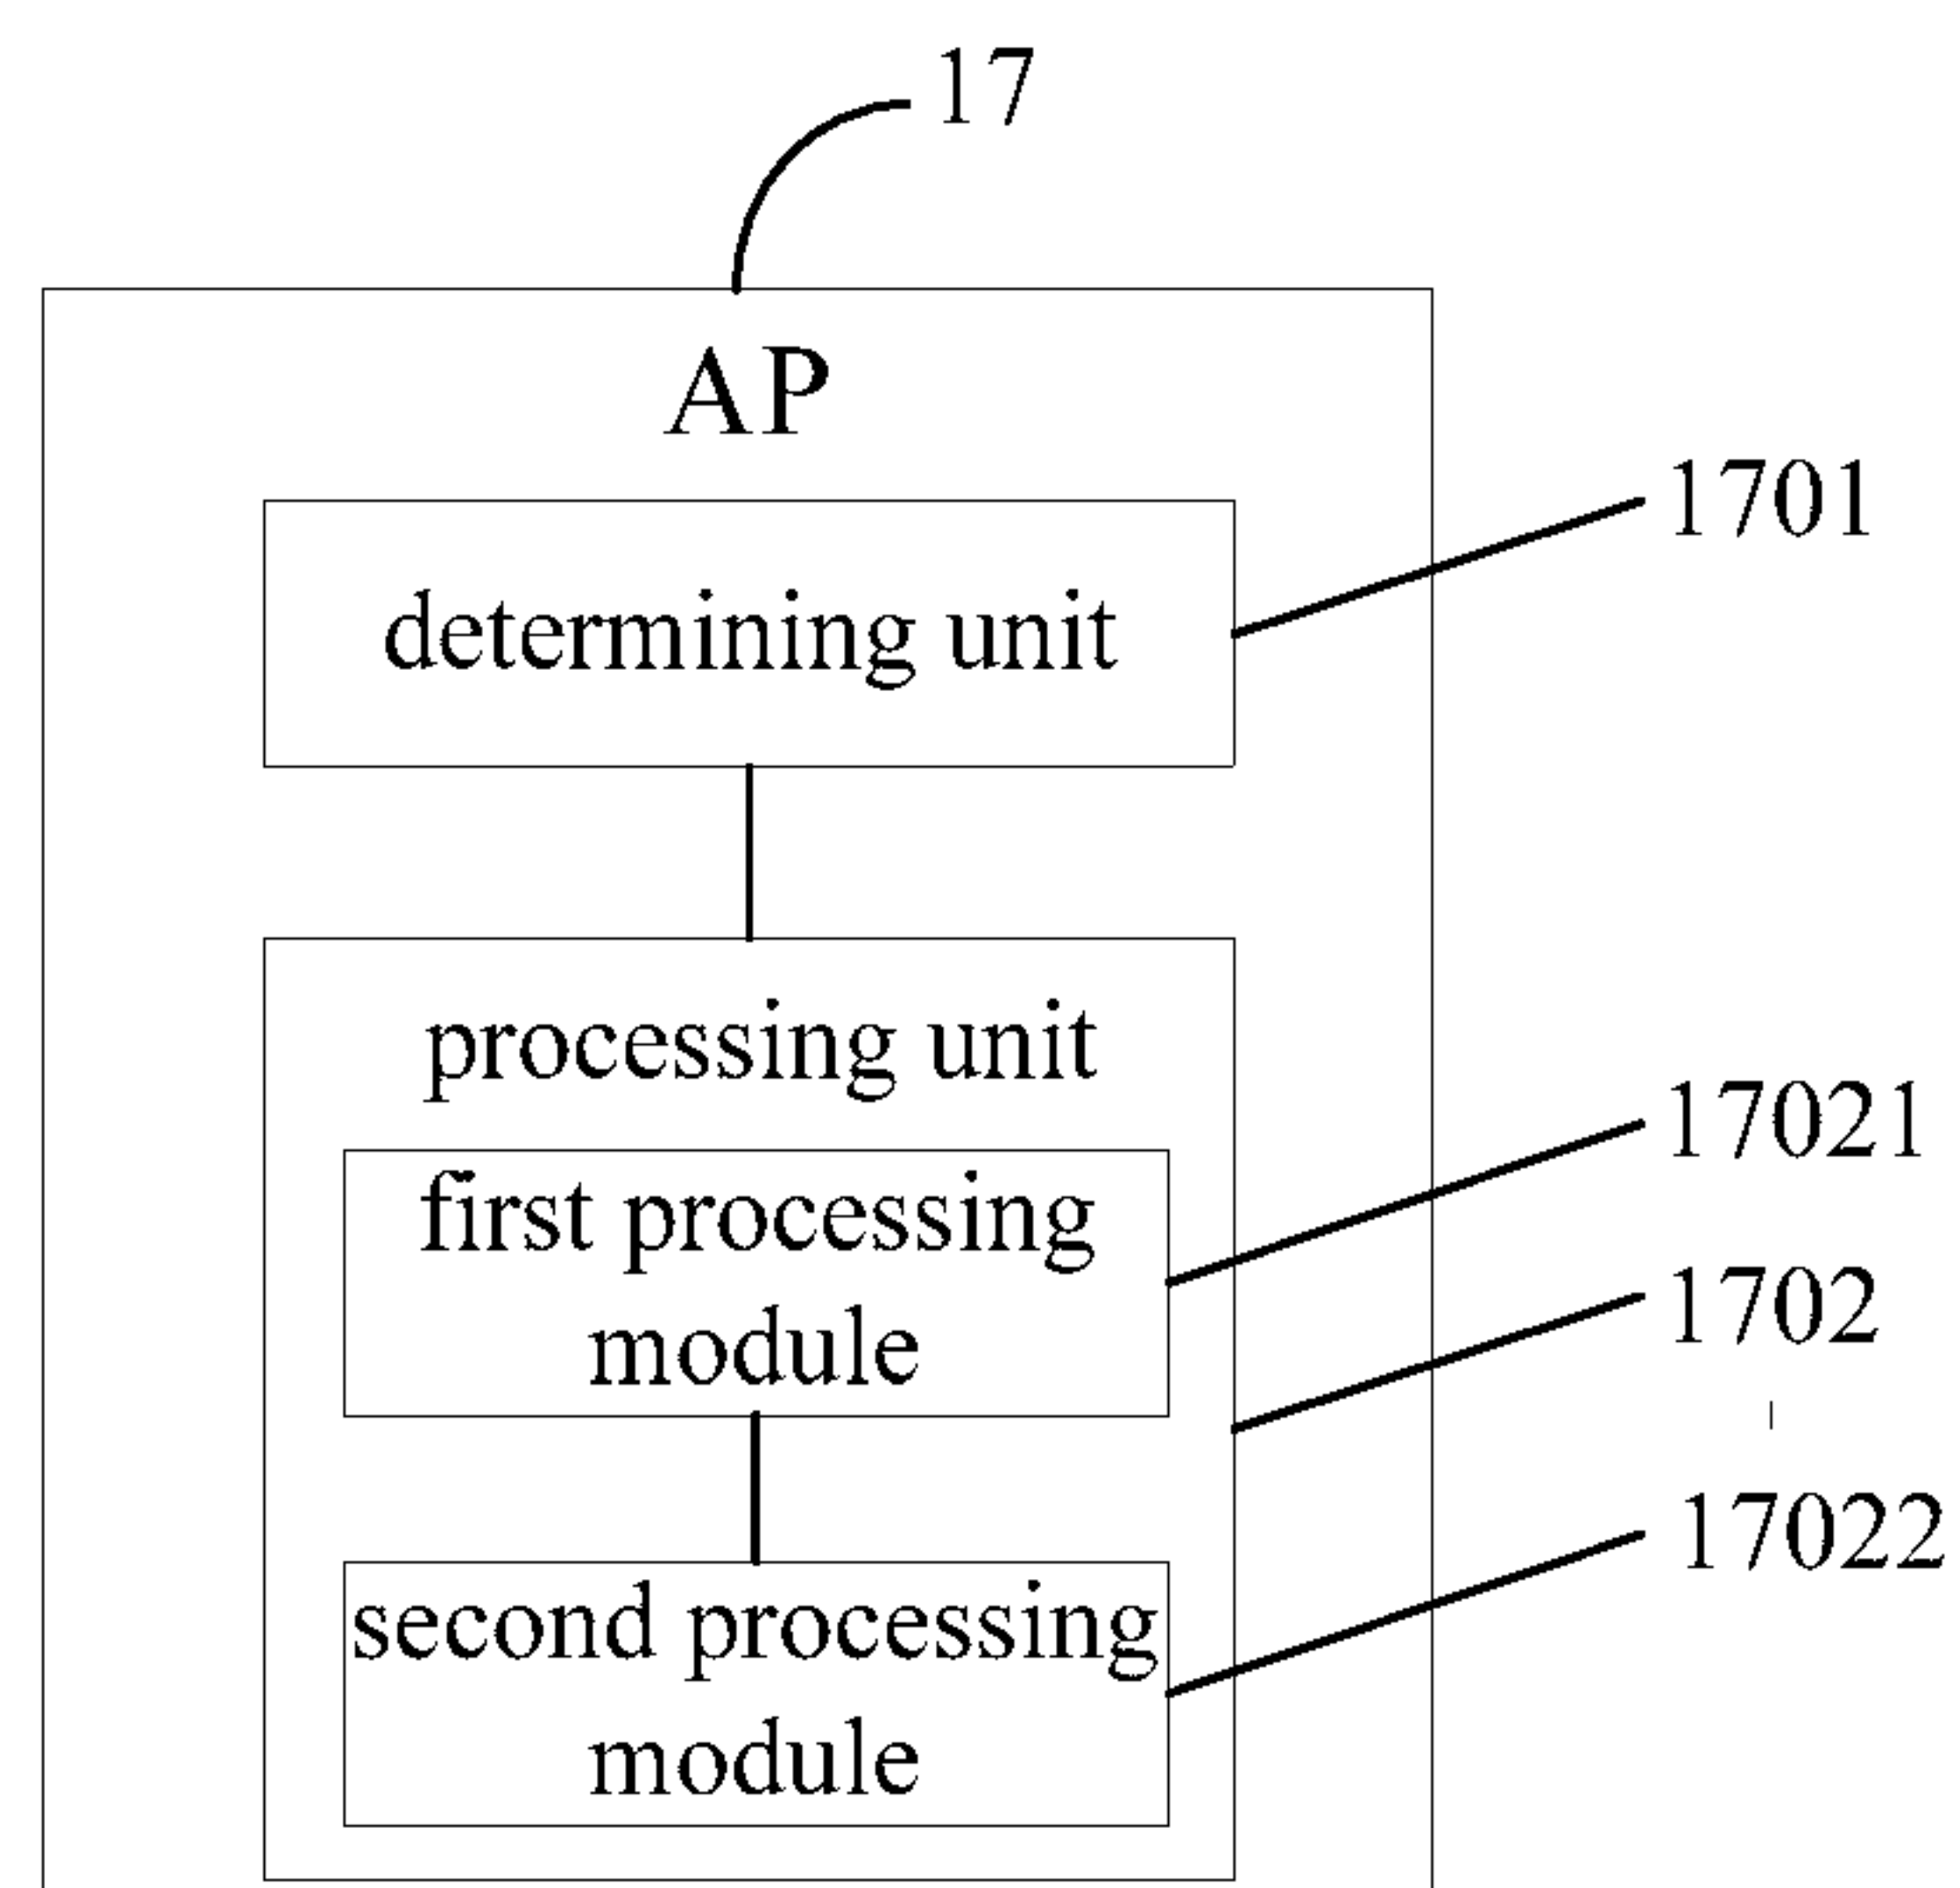 17
AP
1701
determining unit
processing unit
17021
first processing
module
1702
17022
second processing
module